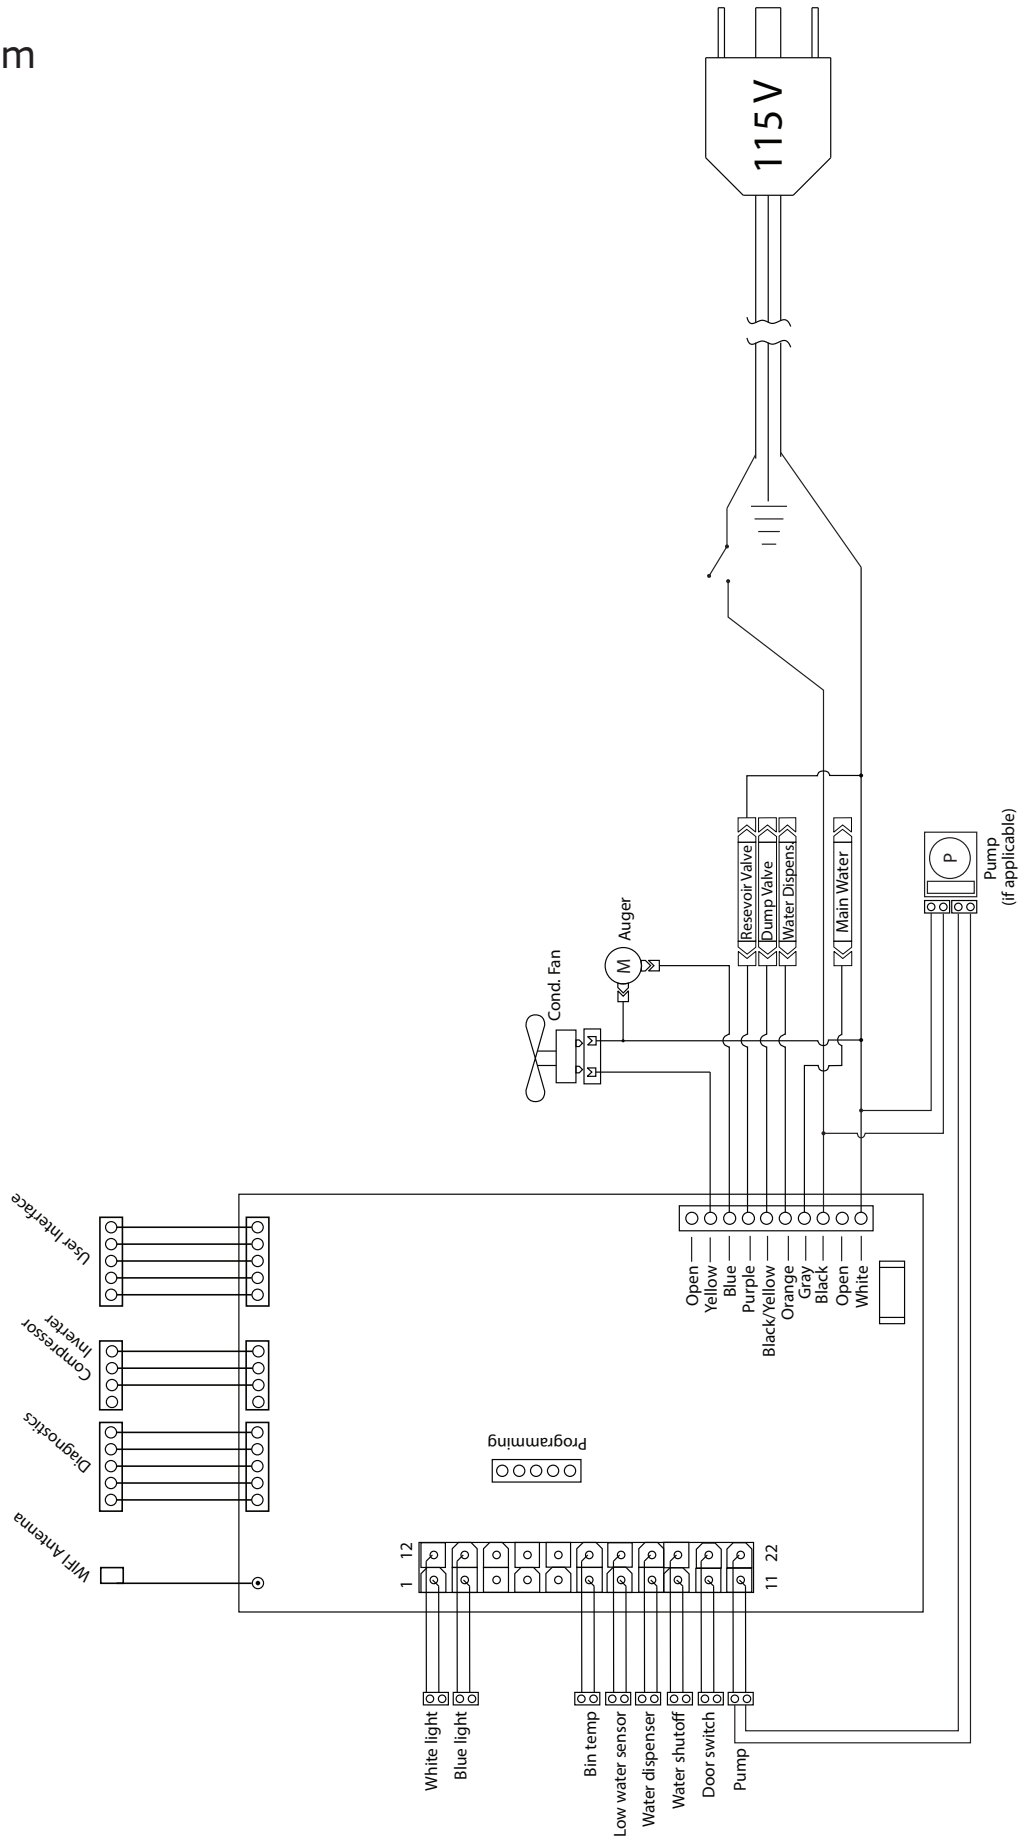 m
115 V
Resevoir Valve
Dump Valve
Water Dispens.
Main Water
P
Pump
(if applicable)
Auger
M
Cond. Fan
User Interface
Compressor
Inverter
Diagnostics
WIFI Antenna
Open
Yellow
Blue
Purple
Black/Yellow
Orange
Gray
Black
Open
White
Programming
12
22
1
11
White light
Blue light
Bin temp
Low water sensor
Water dispenser
Water shutoff
Door switch
Pump